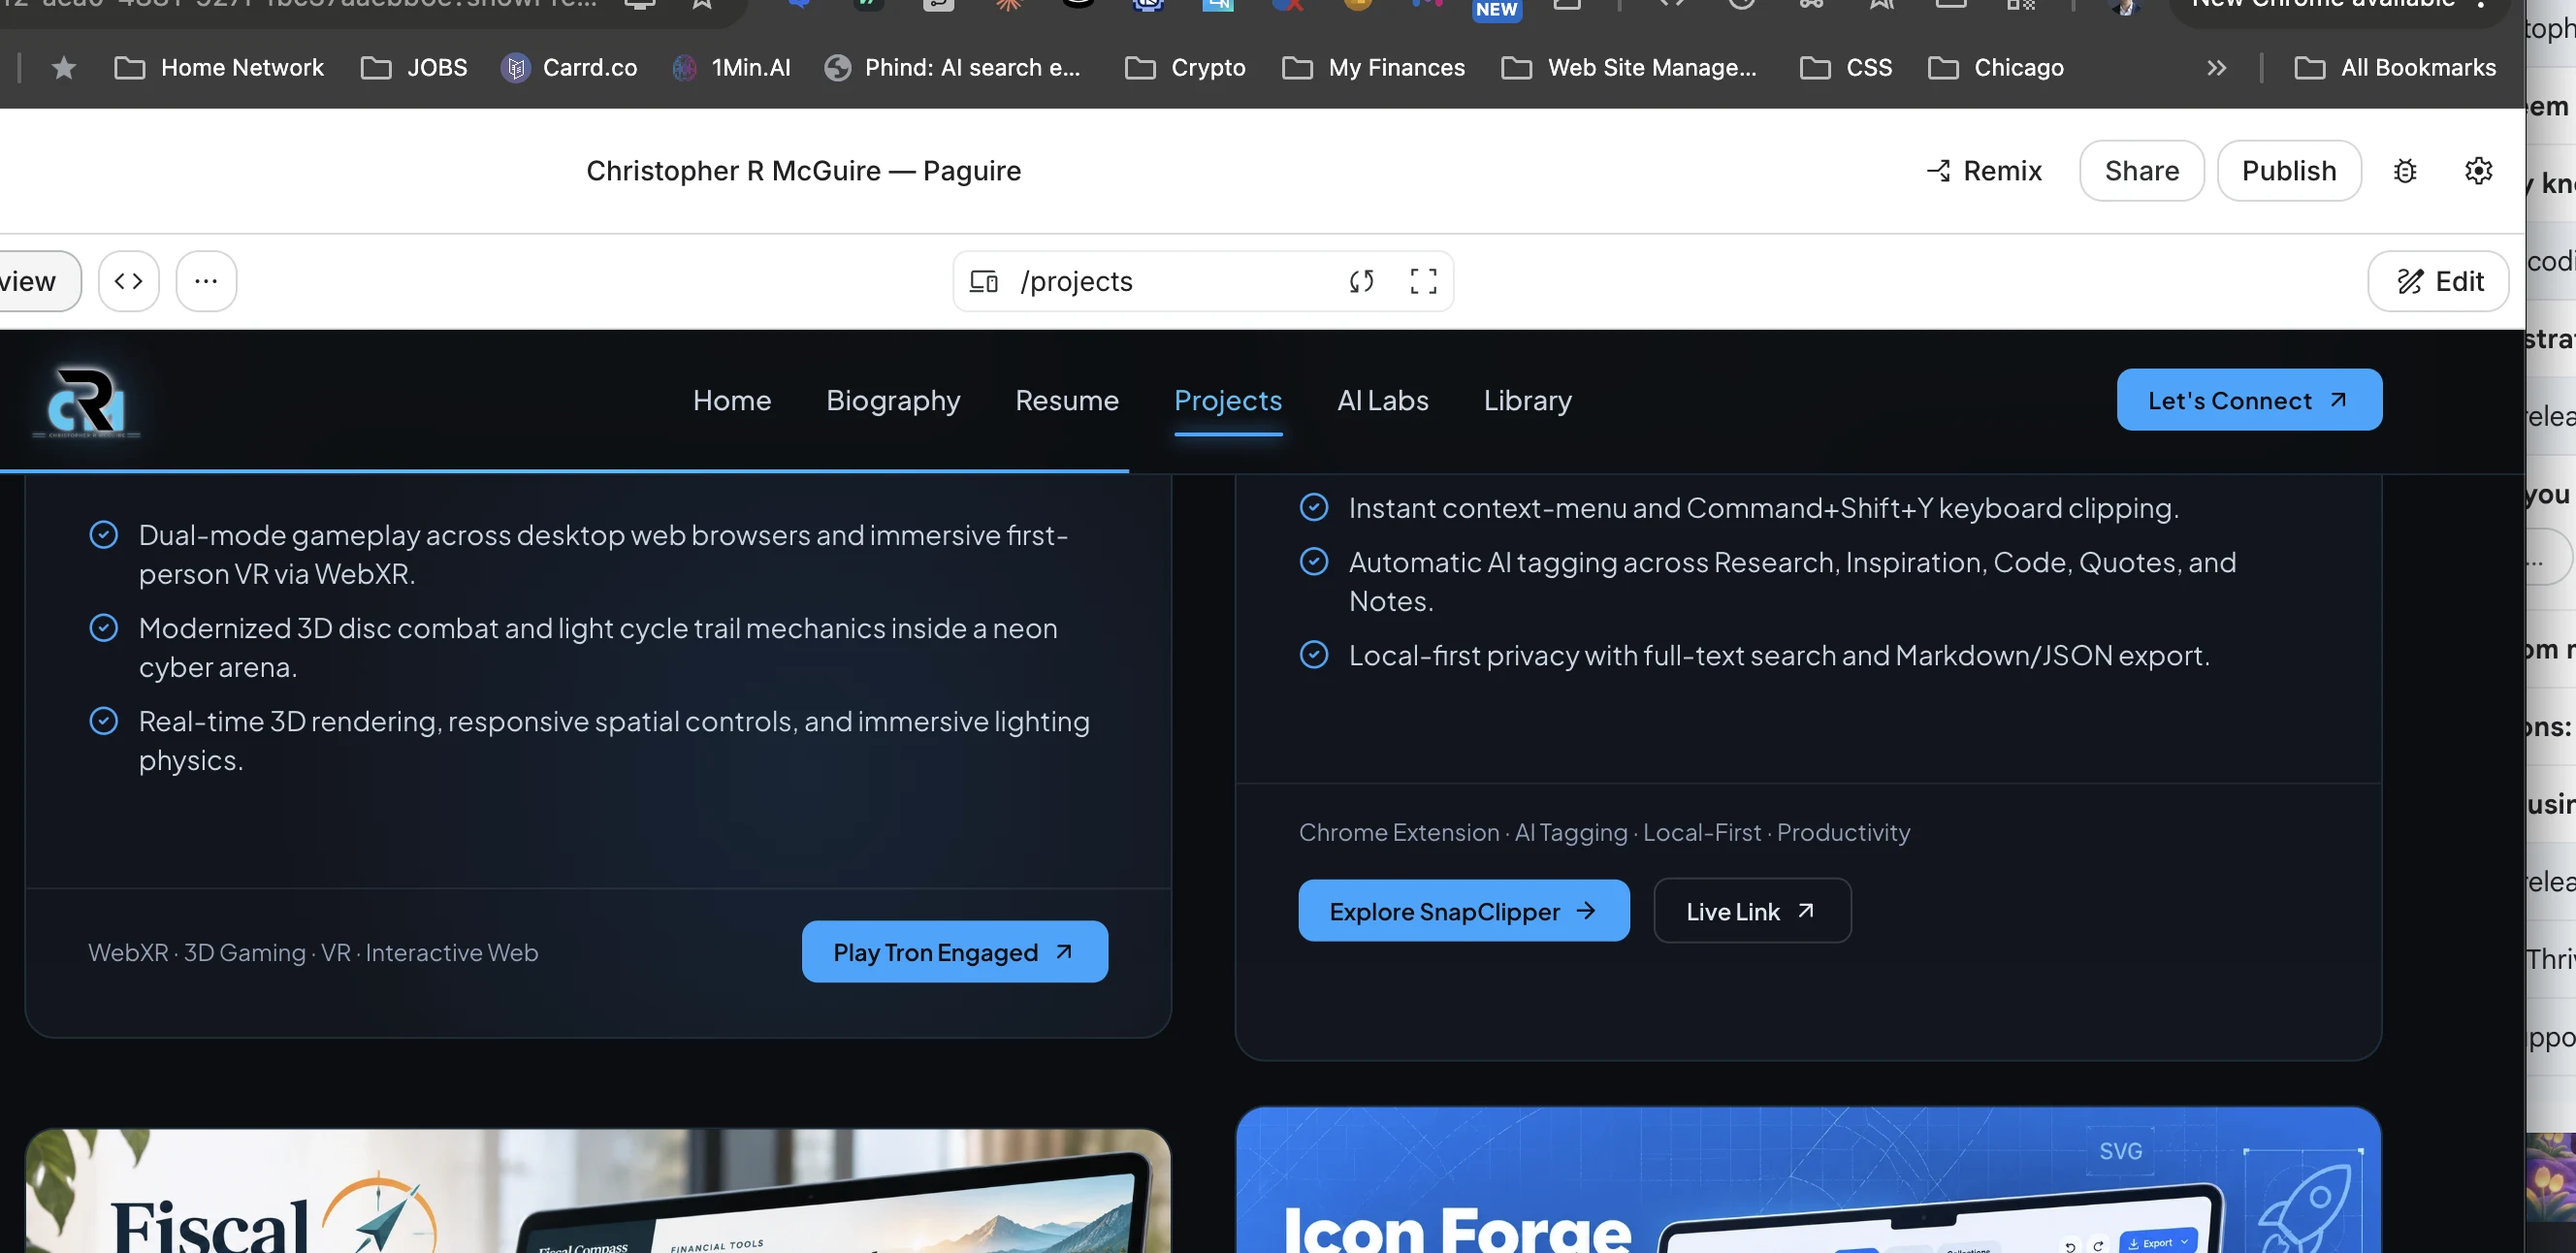 New Chrome available
NEW
Home Network
JOBS
Carrd.co
1Min.AI
Phind: AI search e...
Crypto
My Finances
Web Site Manage...
CSS
Chicago
All Bookmarks
Christopher R McGuire — Paguire
Remix
Share
Publish
view
/projects
Edit
CHRISTOPHER R MCGUIRE
Home
Biography
Resume
Projects
AI Labs
Library
Let's Connect
Dual-mode gameplay across desktop web browsers and immersive first-
person VR via WebXR.
Modernized 3D disc combat and light cycle trail mechanics inside a neon
cyber arena.
Real-time 3D rendering, responsive spatial controls, and immersive lighting
physics.
WebXR · 3D Gaming · VR · Interactive Web
Play Tron Engaged
Instant context-menu and Command+Shift+Y keyboard clipping.
Automatic AI tagging across Research, Inspiration, Code, Quotes, and
Notes.
Local-first privacy with full-text search and Markdown/JSON export.
Chrome Extension · AI Tagging · Local-First · Productivity
Explore SnapClipper
Live Link
Fiscal
Fiscal Compass
FINANCIAL TOOLS
Icon Forge
SVG
Collections
Export